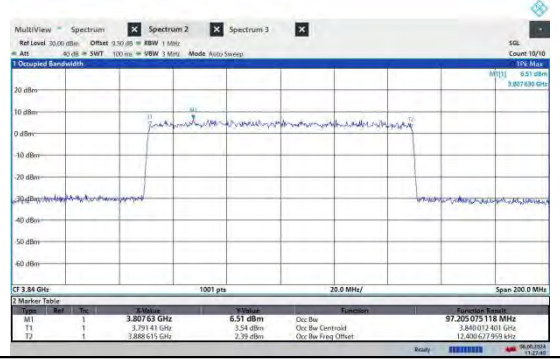 MultiView Spectrum Spectrum 2 Spectrum 3
Ref Level 30.00 dBm Offset 9.50 dB RBW 1 MHz SGL
Att 40 dB SWT 100 ms VBW 3 MHz Mode Auto Sweep Count 10/10
1 Occupied Bandwidth 1Pk Max
M1[1] 6.51 dBm
3.807630 GHz
20 dBm
10 dBm
M1
T1 T2
0 dBm
-10 dBm
-20 dBm
-30 dBm
-40 dBm
-50 dBm
-60 dBm
CF 3.84 GHz 1001 pts 20.0 MHz/ Span 200.0 MHz
2 Marker Table
Type Ref Trc X-Value Y-Value Function Function Result
M1 1 3.80763 GHz 6.51 dBm Occ Bw 97.205075118 MHz
T1 1 3.79141 GHz 3.54 dBm Occ Bw Centroid 3.840012401 GHz
T2 1 3.888615 GHz 2.39 dBm Occ Bw Freq Offset 12.400627959 kHz
Ready 06.05.2024